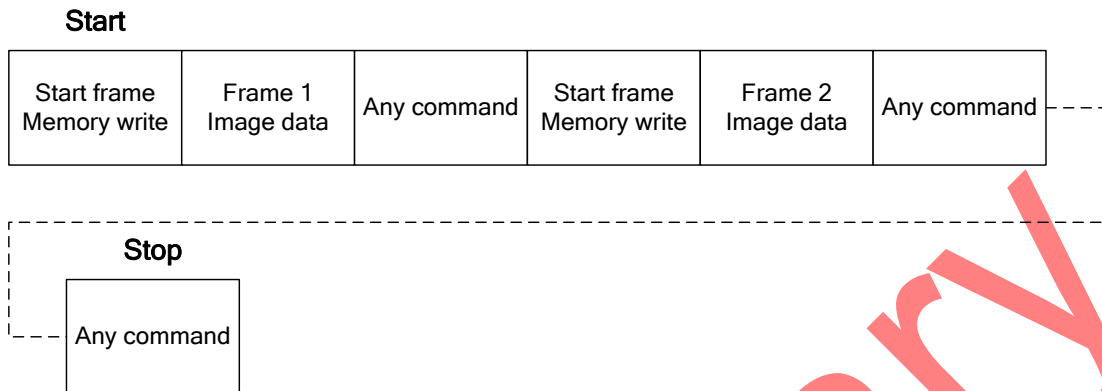 Start
Start frame
Memory write
Frame 1
Image data
Any command
Start frame
Memory write
Frame 2
Image data
Any command
Stop
Any command
ry